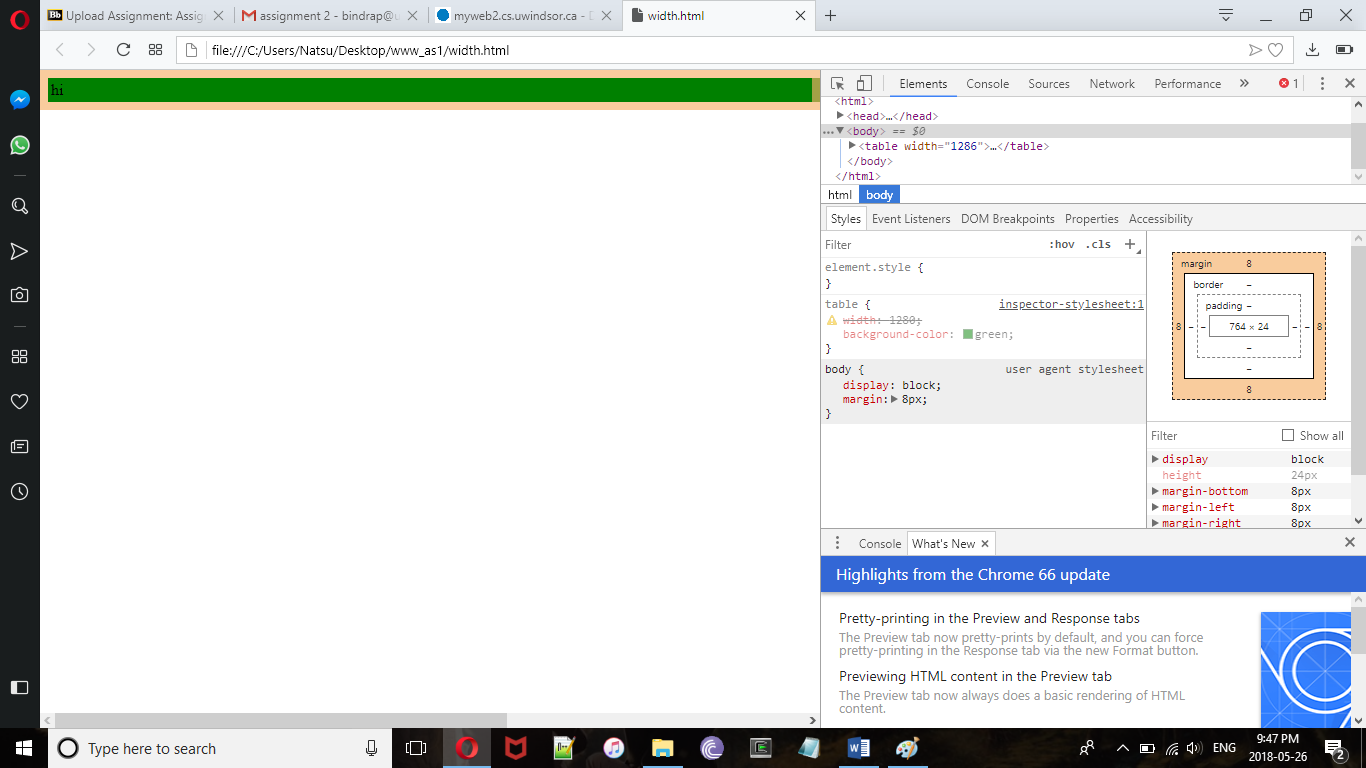 Bb Upload Assignment: Assig
assignment 2 - bindrap@u
myweb2.cs.uwindsor.ca - D
width.html
file:///C:/Users/Natsu/Desktop/www_as1/width.html
hi
Elements Console Sources Network Performance » 1
<html>
<head>…</head>
<body> == $0
<table width="1286">…</table>
</body>
</html>
html body
Styles Event Listeners DOM Breakpoints Properties Accessibility
Filter :hov .cls +
element.style {
}
table { inspector-stylesheet:1
width: 1280;
background-color: green;
}
body { user agent stylesheet
display: block;
margin: 8px;
}
margin 8
border –
padding –
8 – – 764 × 24 – – 8
–
–
8
Filter Show all
display block
height 24px
margin-bottom 8px
margin-left 8px
margin-right 8px
Console What's New
Highlights from the Chrome 66 update
Pretty-printing in the Preview and Response tabs
The Preview tab now pretty-prints by default, and you can force
pretty-printing in the Response tab via the new Format button.
Previewing HTML content in the Preview tab
The Preview tab now always does a basic rendering of HTML
content.
Type here to search
ENG
9:47 PM
2018-05-26
2